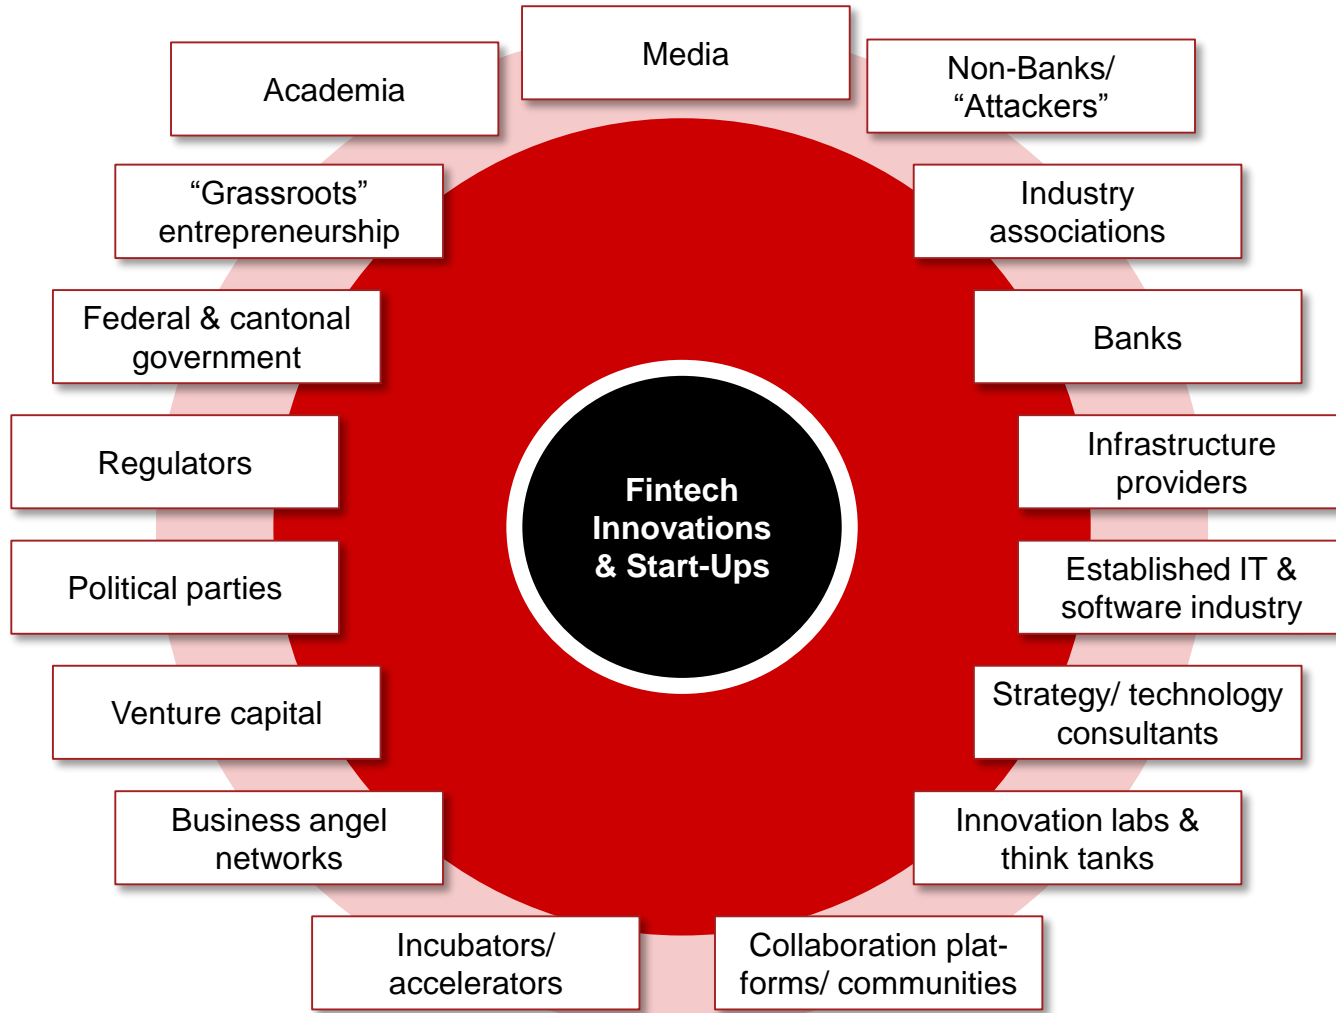 Media
Academia
Non-Banks/
“Attackers”
“Grassroots”
entrepreneurship
Industry
associations
Federal & cantonal
government
Banks
Regulators
Infrastructure
providers
Fintech
Innovations
& Start-Ups
Political parties
Established IT &
software industry
Venture capital
Strategy/ technology
consultants
Business angel
networks
Innovation labs &
think tanks
Incubators/
accelerators
Collaboration plat-
forms/ communities